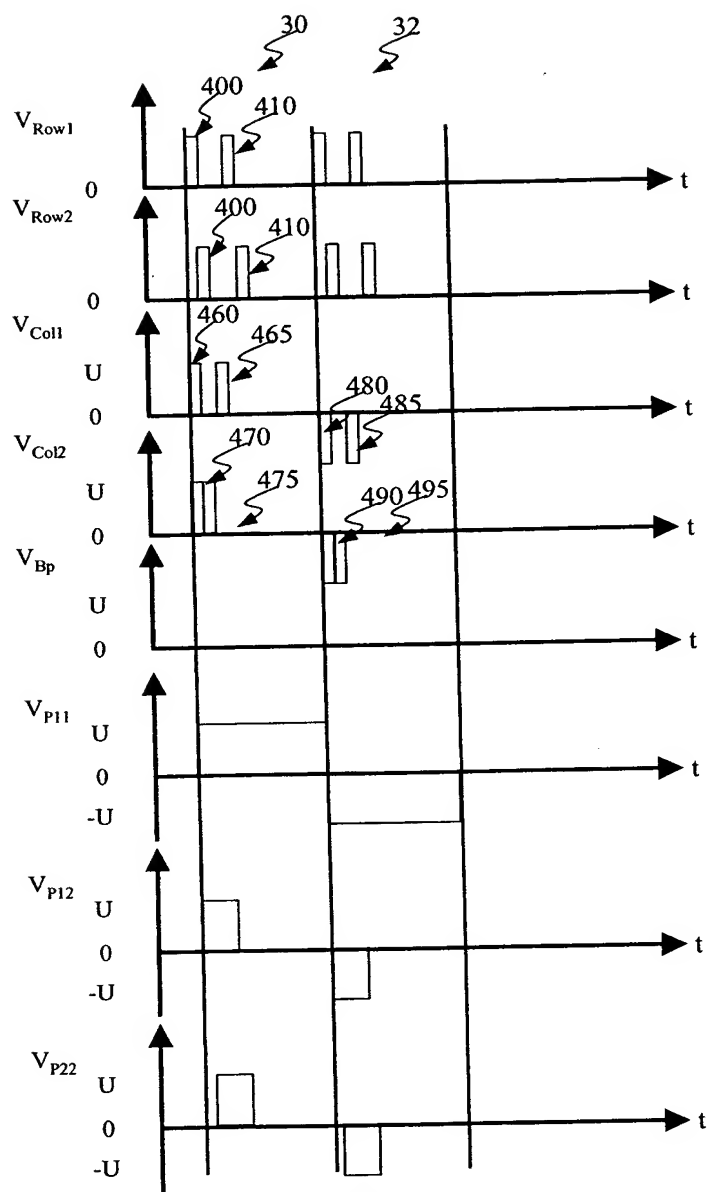 30 32
400 410
V_Row1
0 t
V_Row2 400 410
0 t
V_Col1 460 465
U
0 480 485 t
V_Col2 470
U 475 490 495
0 t
V_Bp
U
0 t
V_P11
U
0 t
-U
V_P12
U
0 t
-U
V_P22
U
0 t
-U